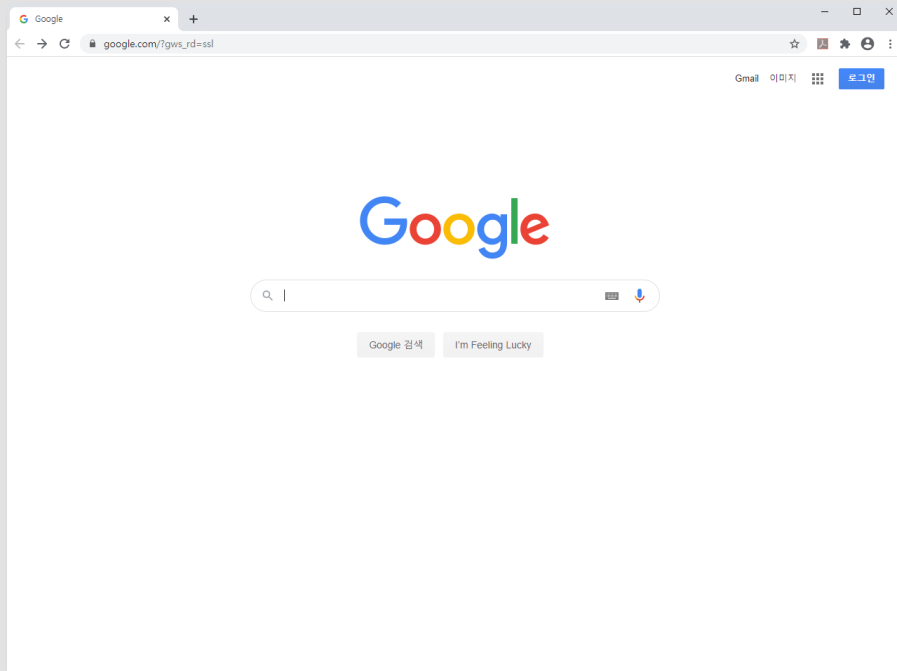 Google
google.com/?gws_rd=ssl
Gmail 이미지 로그인
Google
Google 검색 I'm Feeling Lucky